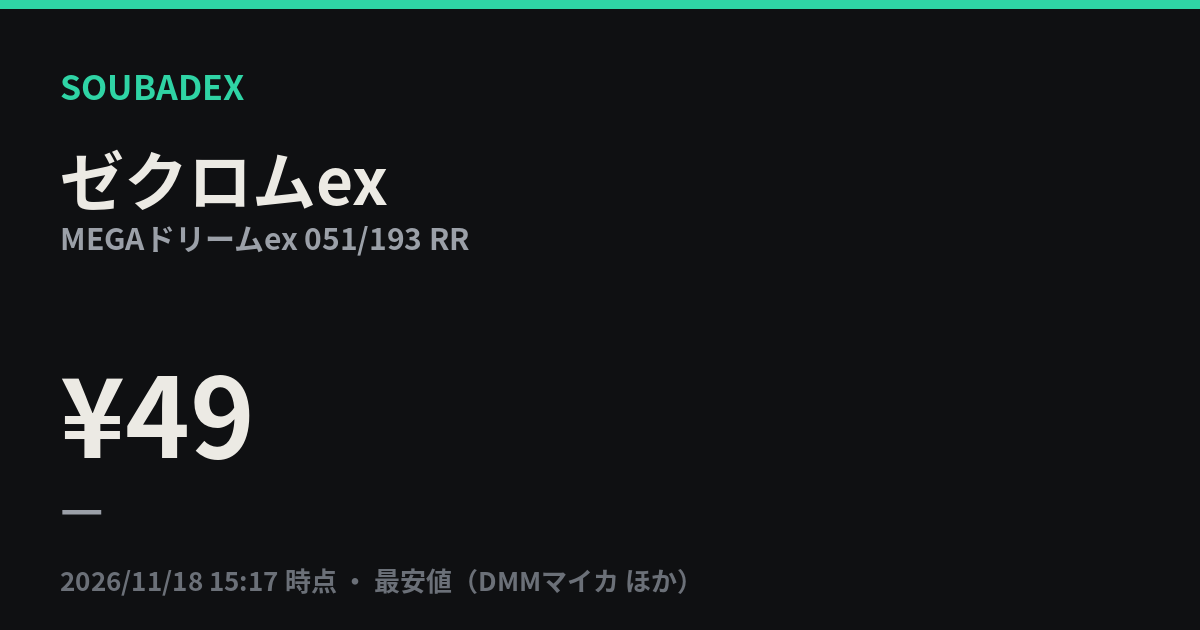 SOUBADEX
ゼクロムex
MEGAドリームex 051/193 RR
¥49
—
2026/11/18 15:17 時点 ・ 最安値（DMMマイカ ほか）